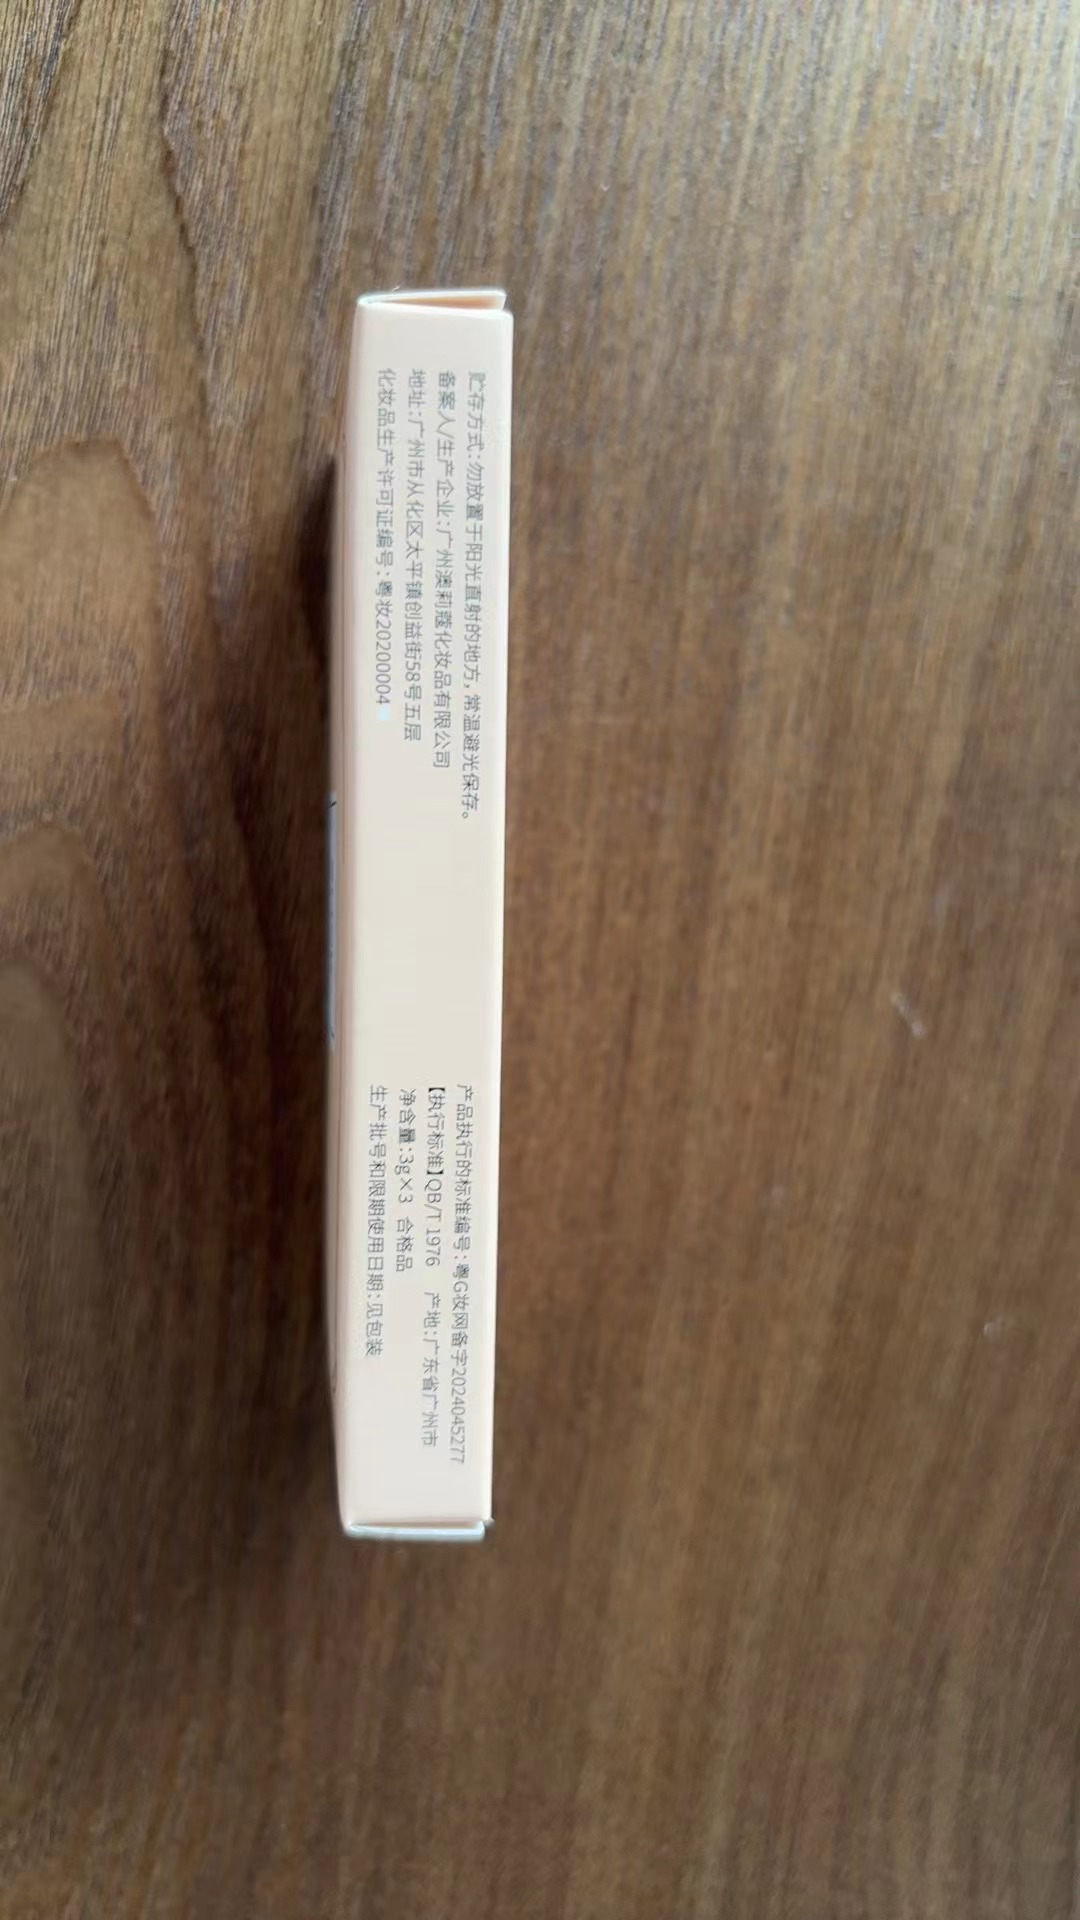 贮存方式:勿放置于阳光直射的地方,常温避光保存。
备案人/生产企业:广州澳莉蔻化妆品有限公司
地址:广州市从化区太平镇创益街58号五层
化妆品生产许可证编号:粤妆20200004
产品执行的标准编号:粤G妆网备字2024045277
【执行标准】QB/T 1976 产地:广东省广州市
净含量:3g×3 合格品
生产批号和限期使用日期:见包装